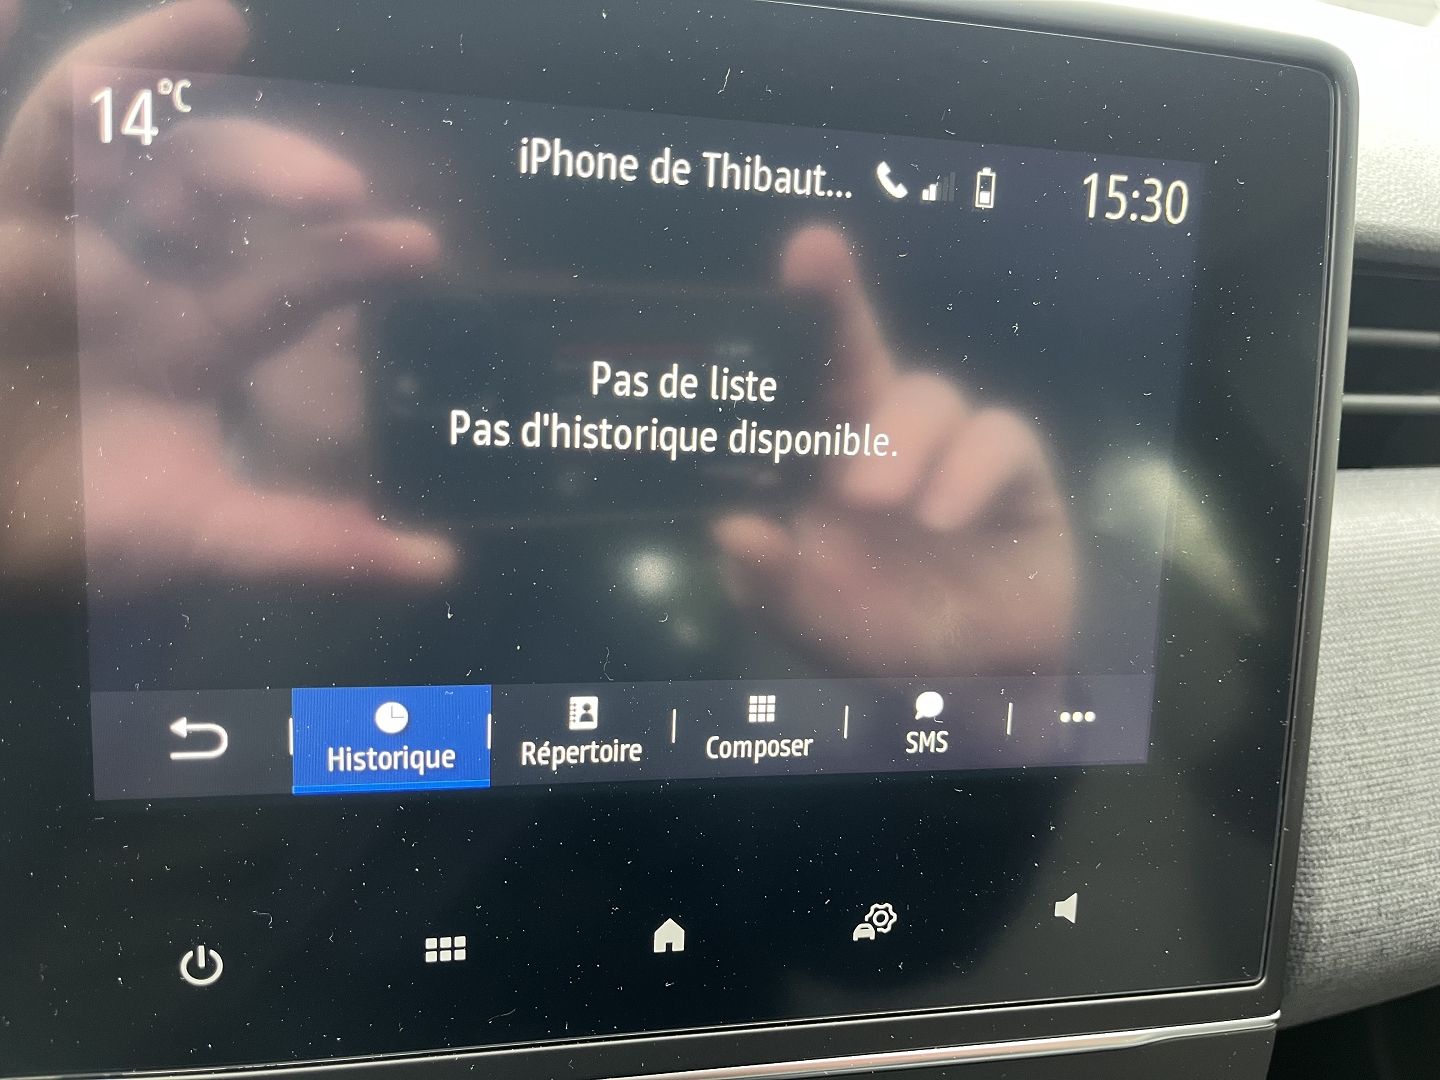 14°C
iPhone de Thibaut...
15:30
Pas de liste
Pas d'historique disponible.
Historique
Répertoire
Composer
SMS